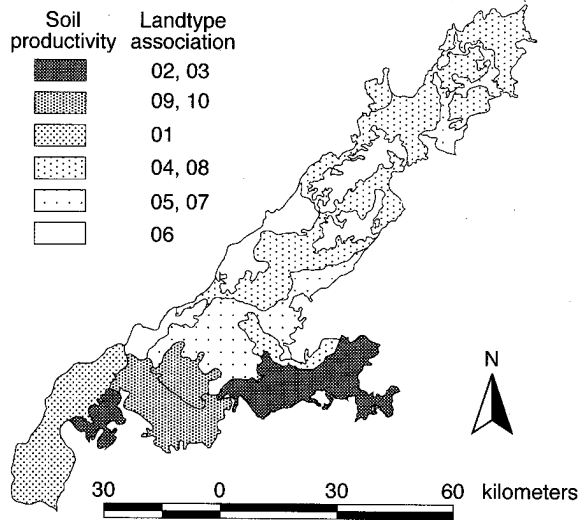 Soil productivity Landtype association
02, 03
09, 10
01
04, 08
05, 07
06
N
30 0 30 60 kilometers